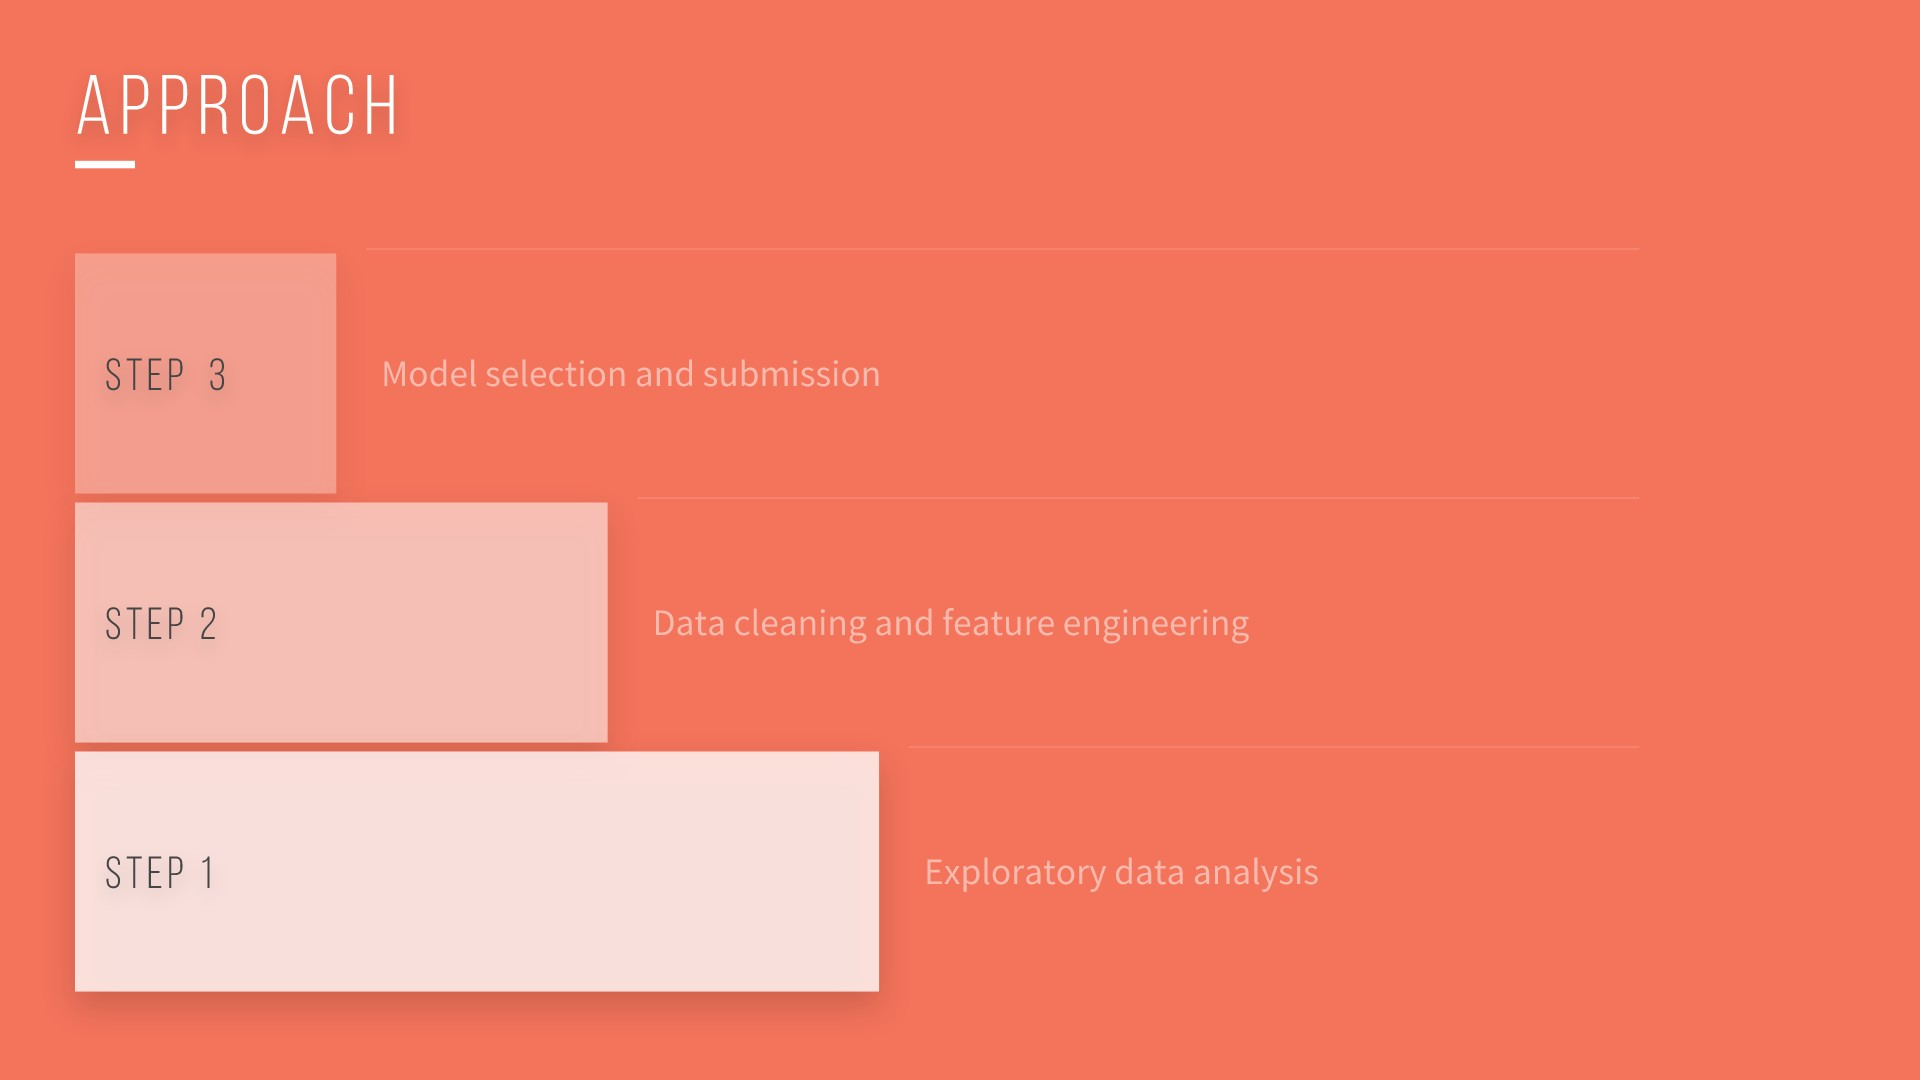 APPROACH
STEP 3
Model selection and submission
STEP 2
Data cleaning and feature engineering
STEP 1
Exploratory data analysis